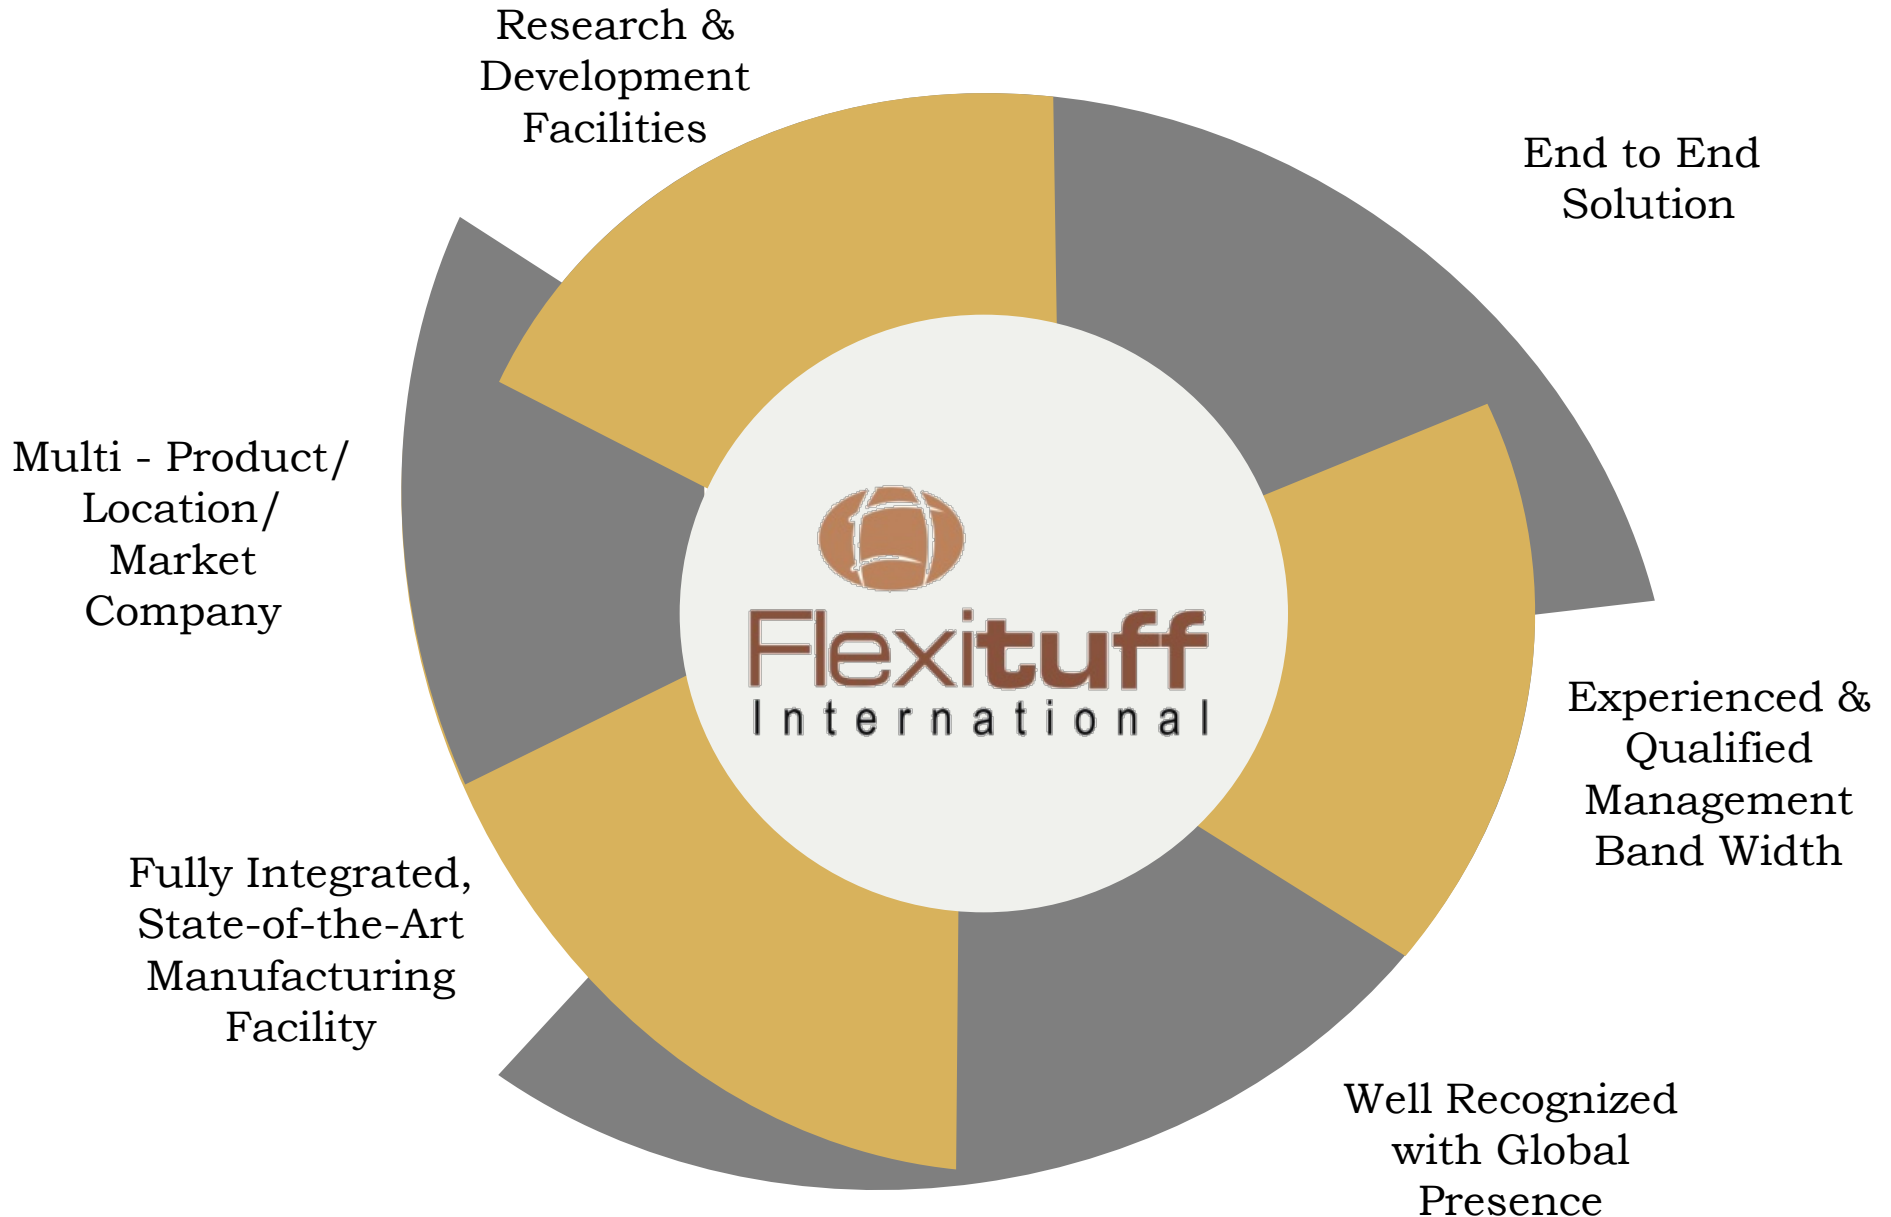 Research &
Development
Facilities
End to End
Solution
Multi - Product/
Location/
Market
Company
Flexituff
International
Experienced &
Qualified
Management
Band Width
Fully Integrated,
State-of-the-Art
Manufacturing
Facility
Well Recognized
with Global
Presence